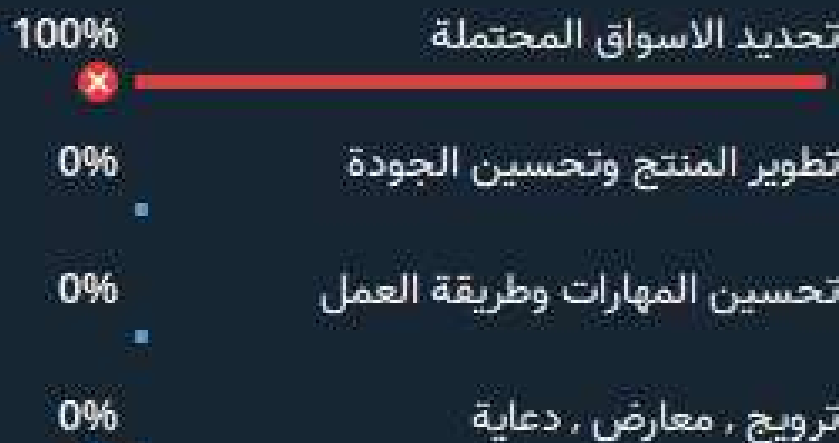 تحديد الاسواق المحتملة 100%
تطوير المنتج وتحسين الجودة 0%
تحسين المهارات وطريقة العمل 0%
ترويج , معارض , دعاية 0%